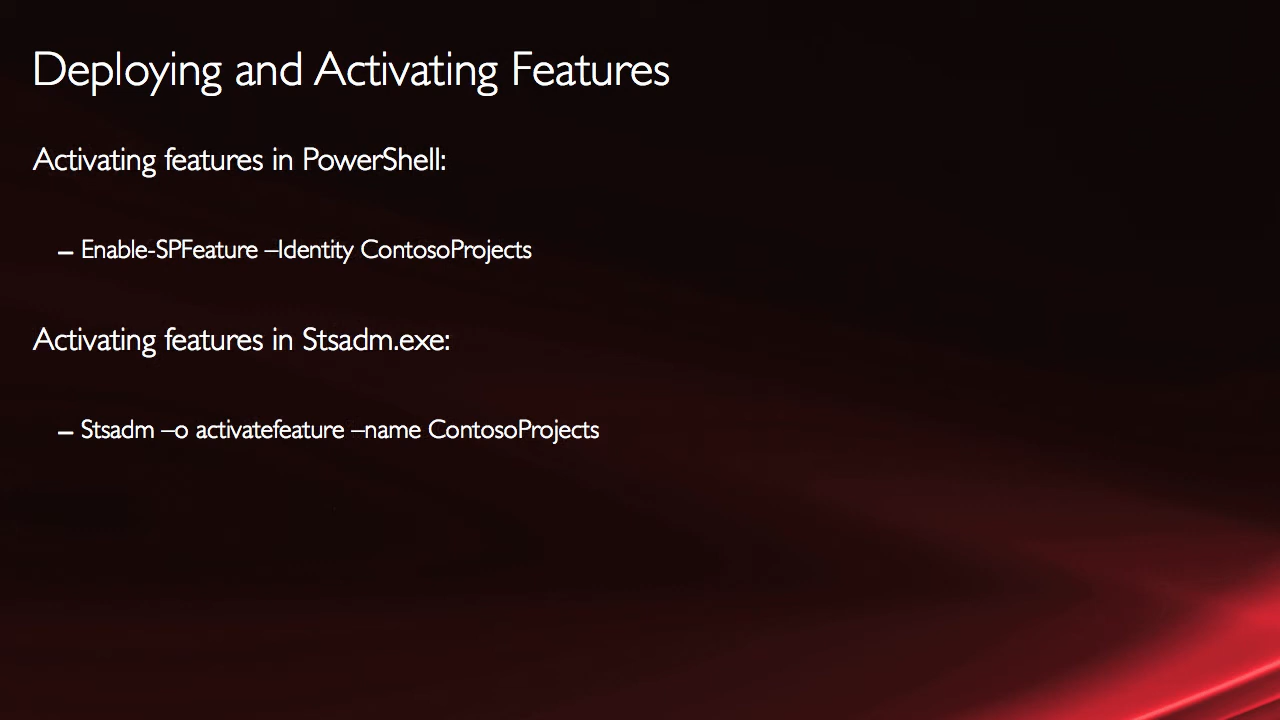 Deploying and Activating Features
Activating features in PowerShell:
– Enable-SPFeature –Identity ContosoProjects
Activating features in Stsadm.exe:
– Stsadm –o activatefeature –name ContosoProjects